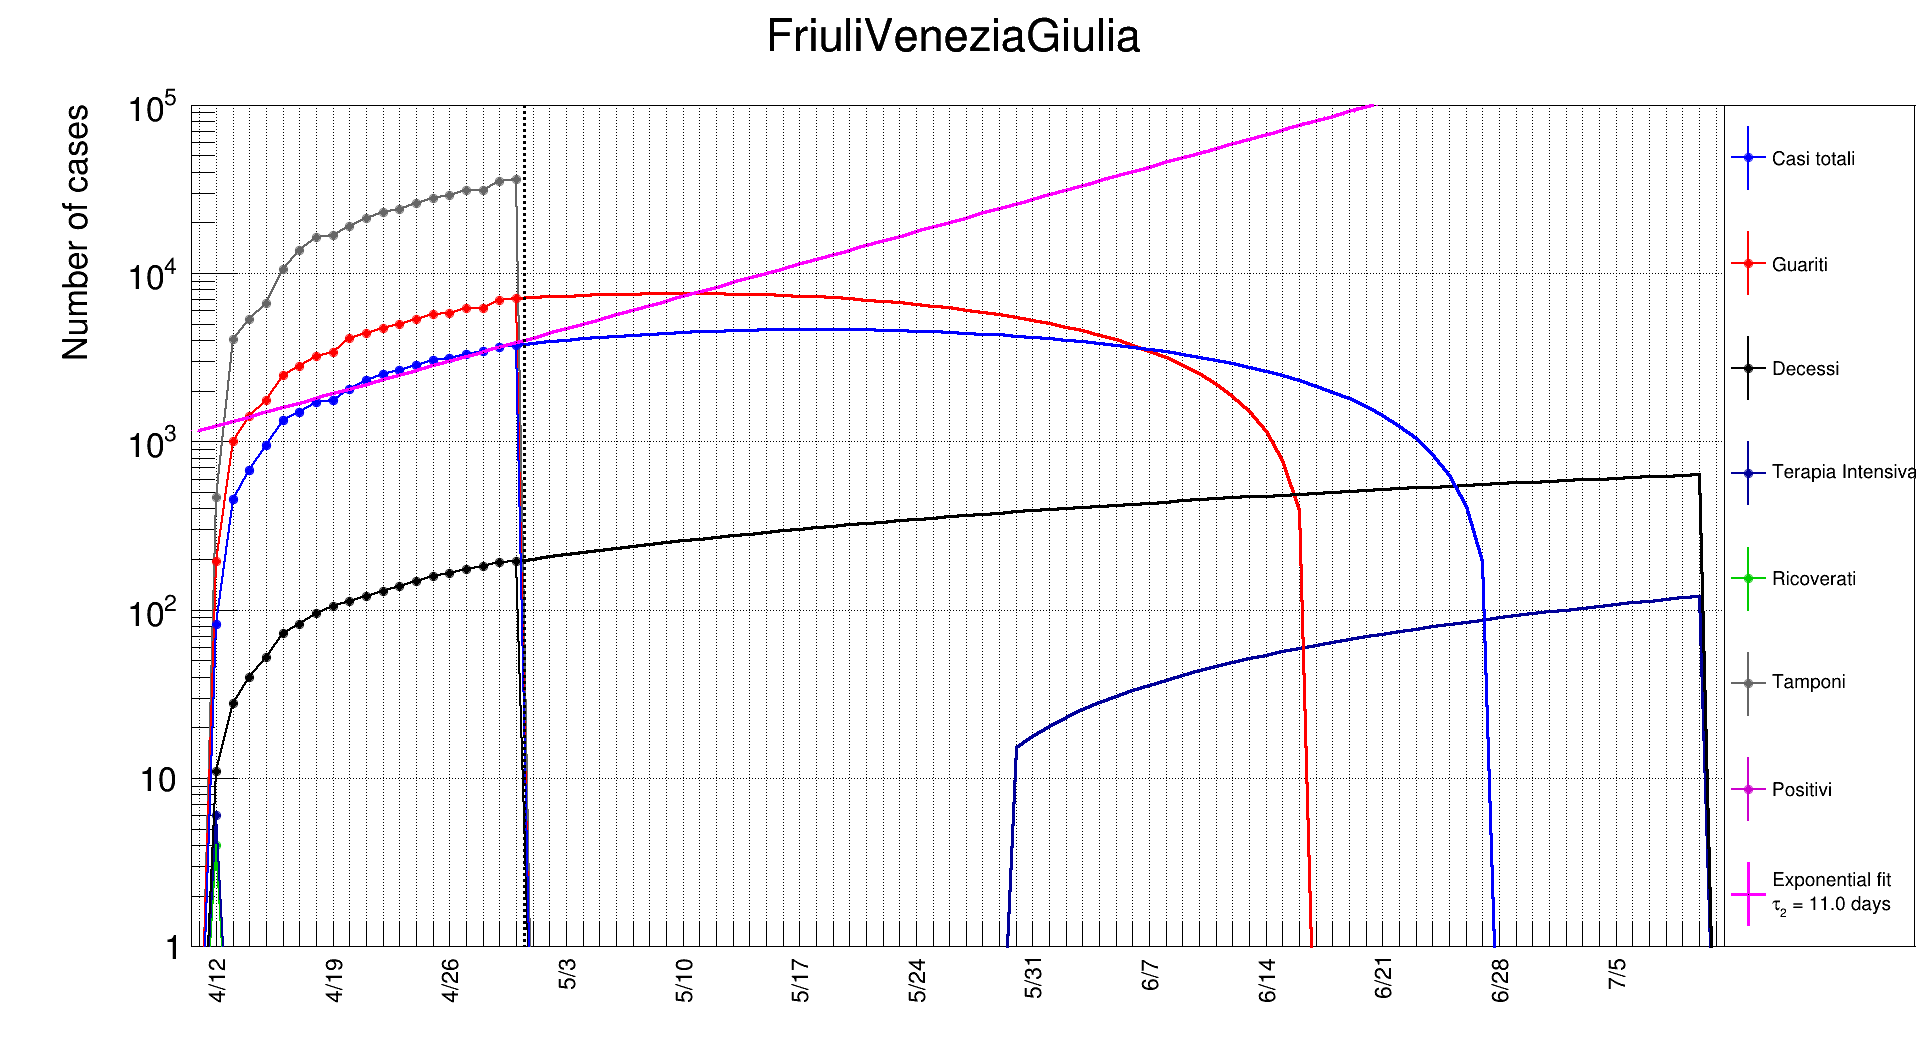 FriuliVeneziaGiulia
Number of cases
10^5
10^4
10^3
10^2
10
1
4/12
4/19
4/26
5/3
5/10
5/17
5/24
5/31
6/7
6/14
6/21
6/28
7/5
Casi totali
Guariti
Decessi
Terapia Intensiva
Ricoverati
Tamponi
Positivi
Exponential fit
τ_2 = 11.0 days